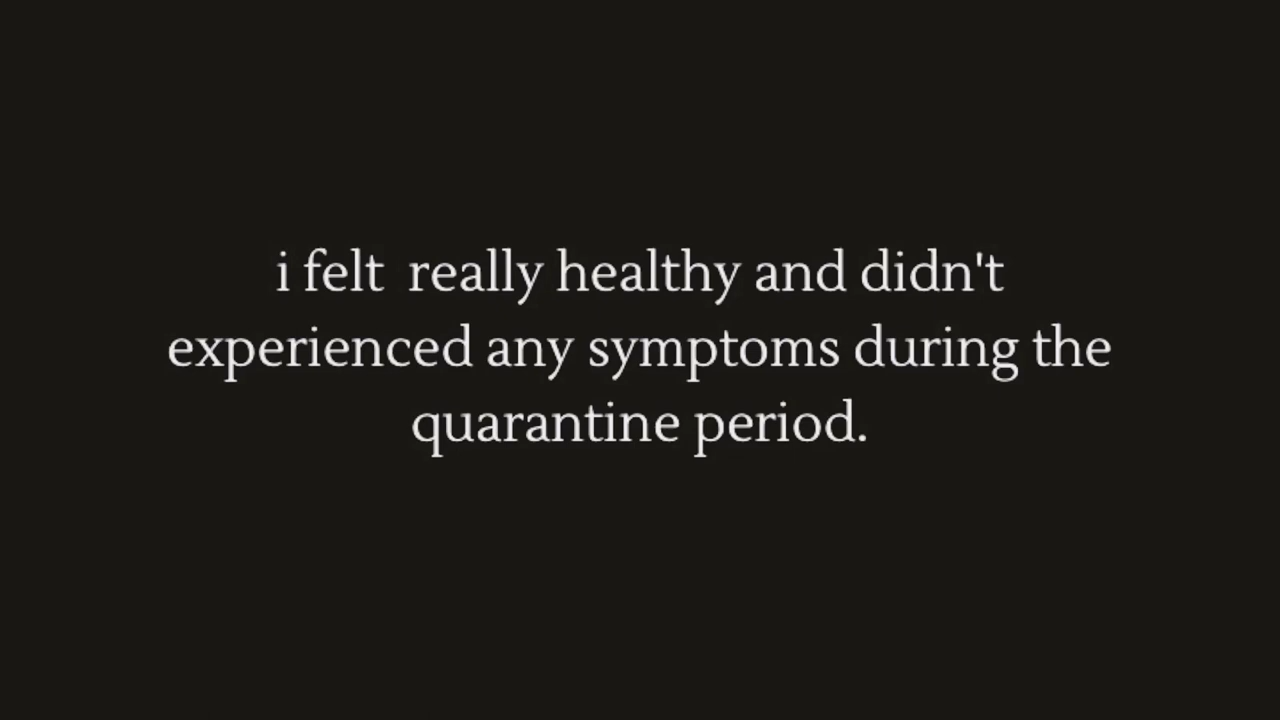 i felt  really healthy and didn't
experienced any symptoms during the
quarantine period.